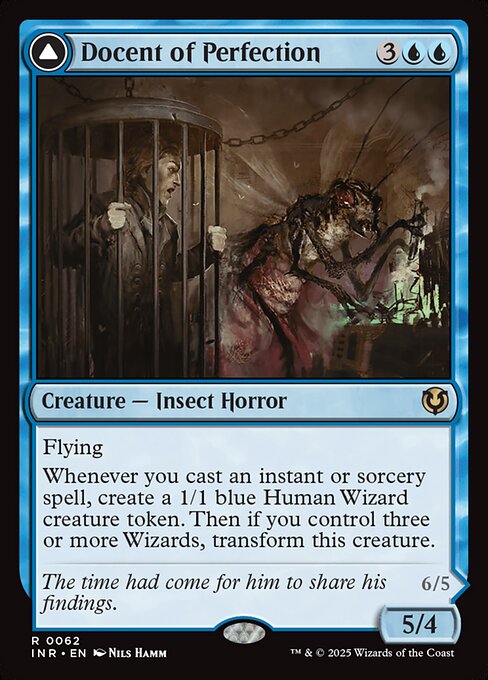 Docent of Perfection 3
Creature — Insect Horror
Flying
Whenever you cast an instant or sorcery
spell, create a 1/1 blue Human Wizard
creature token. Then if you control three
or more Wizards, transform this creature.
The time had come for him to share his
findings.
6/5
5/4
R 0062
INR • EN Nils Hamm
™ & © 2025 Wizards of the Coast